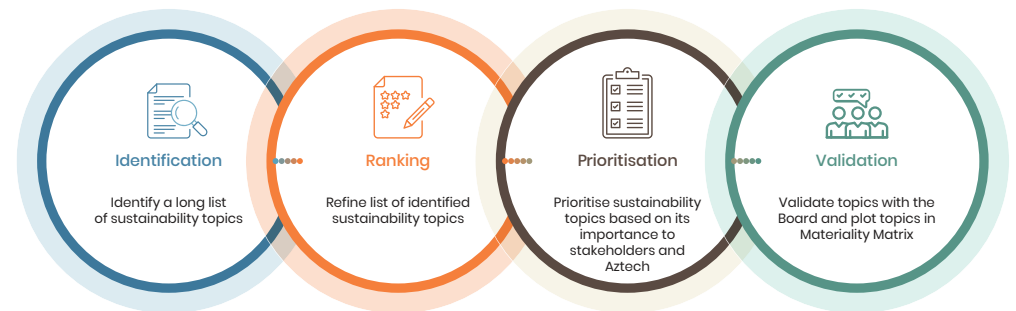 Identification
Identify a long list
of sustainability topics
Ranking
Refine list of identified
sustainability topics
Prioritisation
Prioritise sustainability
topics based on its
importance to
stakeholders and
Aztech
Validation
Validate topics with the
Board and plot topics in
Materiality Matrix